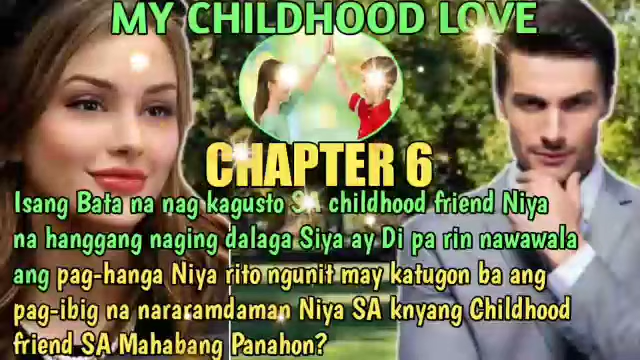 MY CHILDHOOD LOVE
CHAPTER 6
Isang Bata na nag kagusto SA childhood friend Niya
na hanggang naging dalaga Siya ay Di pa rin nawawala
ang pag-hanga Niya rito ngunit may katugon ba ang
pag-ibig na nararamdaman Niya SA knyang Childhood
friend SA Mahabang Panahon?